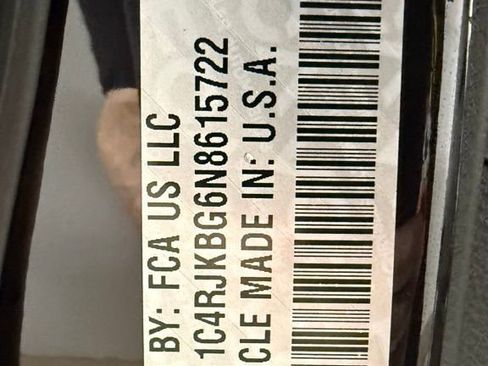 BY: FCA US LLC
1C4RJKBG6N8615722
CLE MADE IN: U.S.A.